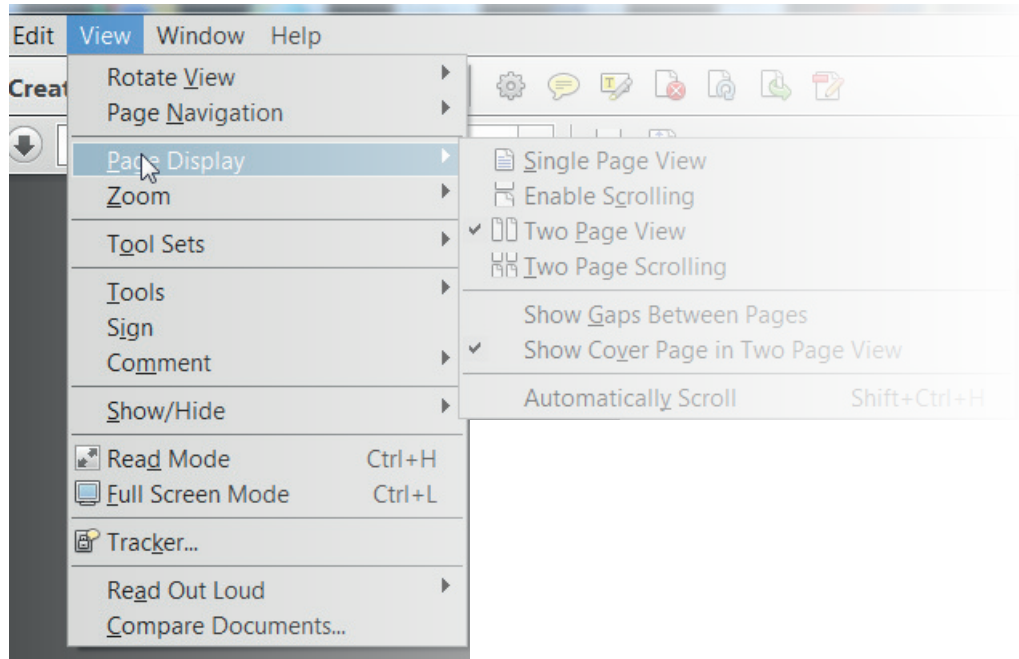 Edit View Window Help
Creat
Rotate View
Page Navigation
Page Display
Zoom
Tool Sets
Tools
Sign
Comment
Show/Hide
Read Mode Ctrl+H
Full Screen Mode Ctrl+L
Tracker...
Read Out Loud
Compare Documents...
Single Page View
Enable Scrolling
Two Page View
Two Page Scrolling
Show Gaps Between Pages
Show Cover Page in Two Page View
Automatically Scroll Shift+Ctrl+H